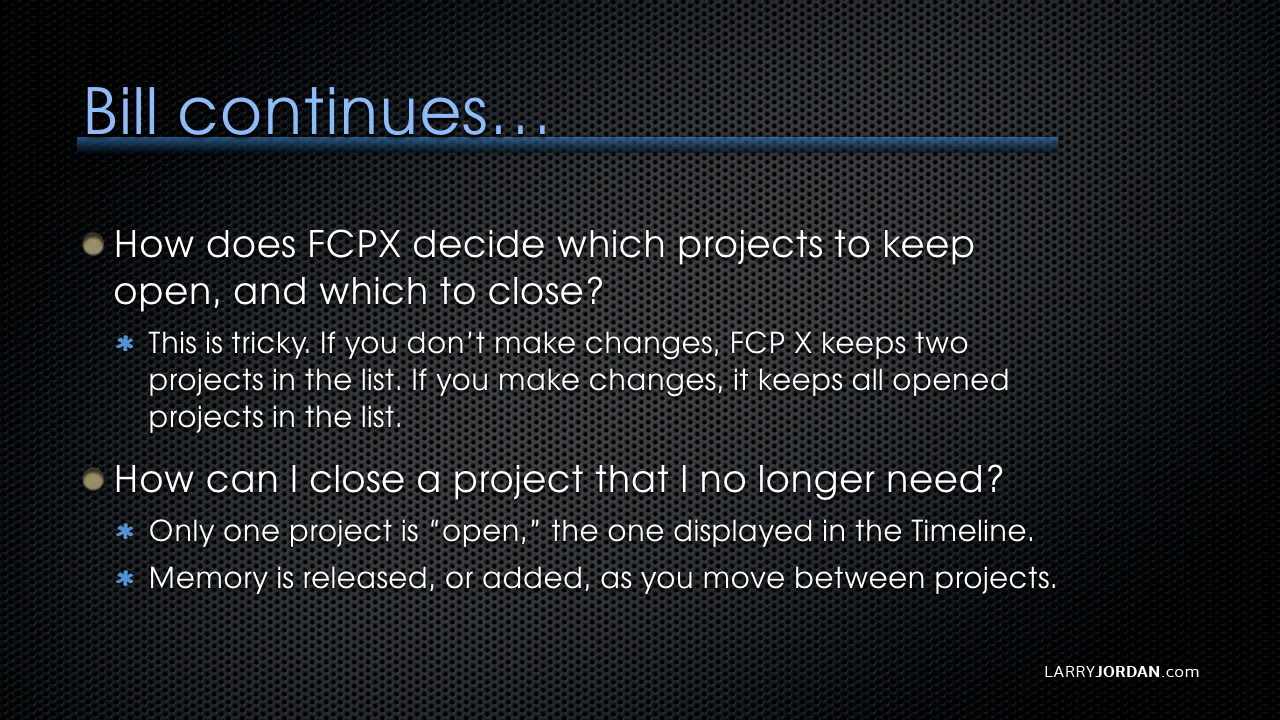 Bill continues…
How does FCPX decide which projects to keep
open, and which to close?
This is tricky. If you don’t make changes, FCP X keeps two
projects in the list. If you make changes, it keeps all opened
projects in the list.
How can I close a project that I no longer need?
Only one project is “open,” the one displayed in the Timeline.
Memory is released, or added, as you move between projects.
LARRYJORDAN.com